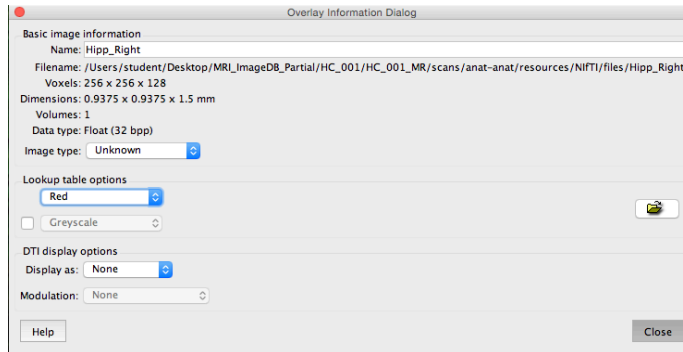 Overlay Information Dialog
Basic image information
Name: Hipp_Right
Filename: /Users/student/Desktop/MRI_ImageDB_Partial/HC_001/HC_001_MR/scans/anat-anat/resources/NIfTI/files/Hipp_Right
Voxels: 256 x 256 x 128
Dimensions: 0.9375 x 0.9375 x 1.5 mm
Volumes: 1
Data type: Float (32 bpp)
Image type: Unknown
Lookup table options
Red
Greyscale
DTI display options
Display as: None
Modulation: None
Help Close